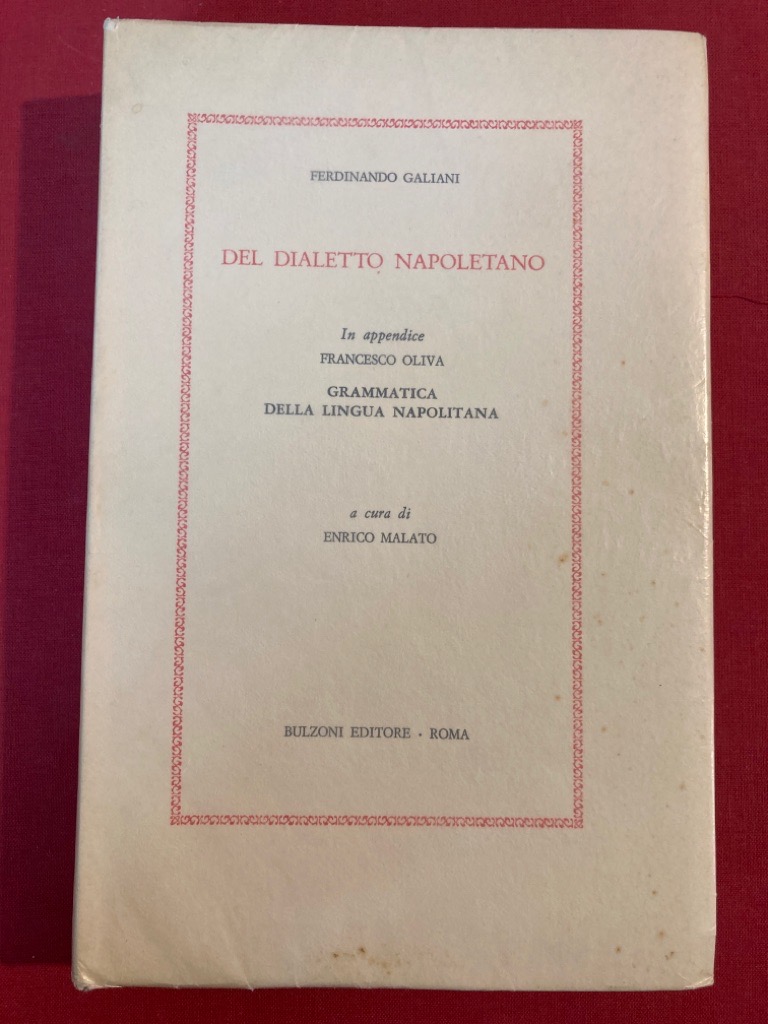 FERDINANDO GALIANI
DEL DIALETTO NAPOLETANO
In appendice
FRANCESCO OLIVA
GRAMMATICA
DELLA LINGUA NAPOLITANA
a cura di
ENRICO MALATO
BULZONI EDITORE • ROMA